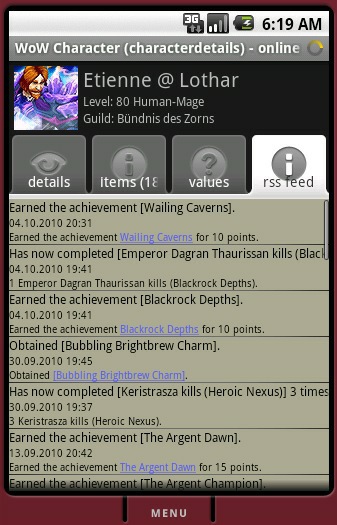 3G
6:19 AM
WoW Character (characterdetails) - online
Etienne @ Lothar
Level: 80 Human-Mage
Guild: Bündnis des Zorns
details
items (18
values
rss feed
Earned the achievement [Wailing Caverns].
04.10.2010 20:31
Earned the achievement Wailing Caverns for 10 points.
Has now completed [Emperor Dagran Thaurissan kills (Blac
04.10.2010 19:41
1 Emperor Dagran Thaurissan kills (Blackrock Depths).
Earned the achievement [Blackrock Depths].
04.10.2010 19:41
Earned the achievement Blackrock Depths for 10 points.
Obtained [Bubbling Brightbrew Charm].
30.09.2010 19:45
Obtained [Bubbling Brightbrew Charm].
Has now completed [Keristrasza kills (Heroic Nexus)] 3 times
30.09.2010 19:37
3 Keristrasza kills (Heroic Nexus).
Earned the achievement [The Argent Dawn].
13.09.2010 20:42
Earned the achievement The Argent Dawn for 15 points.
Earned the achievement [The Argent Champion].
MENU